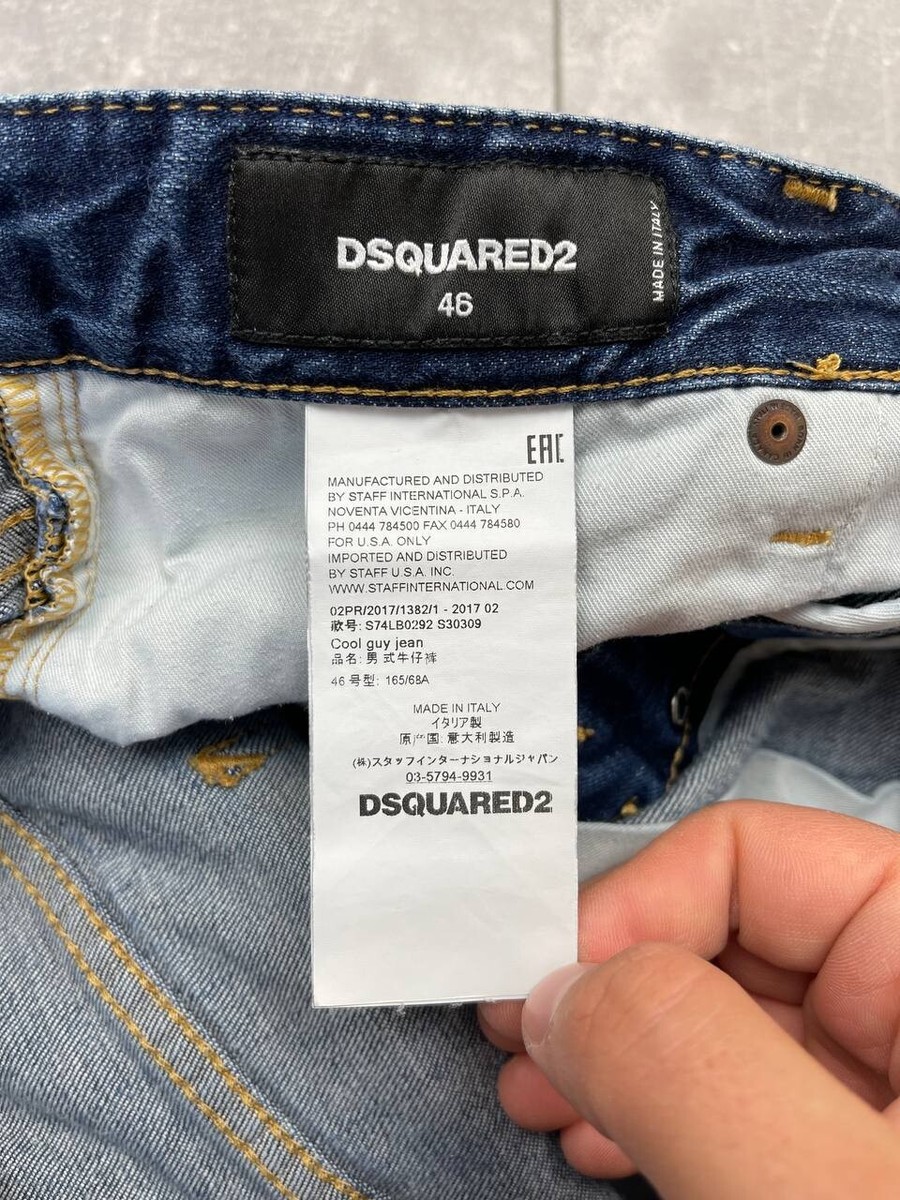 DSQUARED2
46
MADE IN ITALY
EAC
MANUFACTURED AND DISTRIBUTED
BY STAFF INTERNATIONAL S.P.A.
NOVENTA VICENTINA - ITALY
PH 0444 784500 FAX 0444 784580
FOR U.S.A. ONLY
IMPORTED AND DISTRIBUTED
BY STAFF U.S.A. INC.
WWW.STAFFINTERNATIONAL.COM
02PR/2017/1382/1 - 2017 02
款号: S74LB0292 S30309
Cool guy jean
品名: 男 式牛仔裤
46 号型: 165/68A
MADE IN ITALY
イタリア製
原产国: 意大利製造
(株)スタッフインターナショナルジャパン
03-5794-9931
DSQUARED2